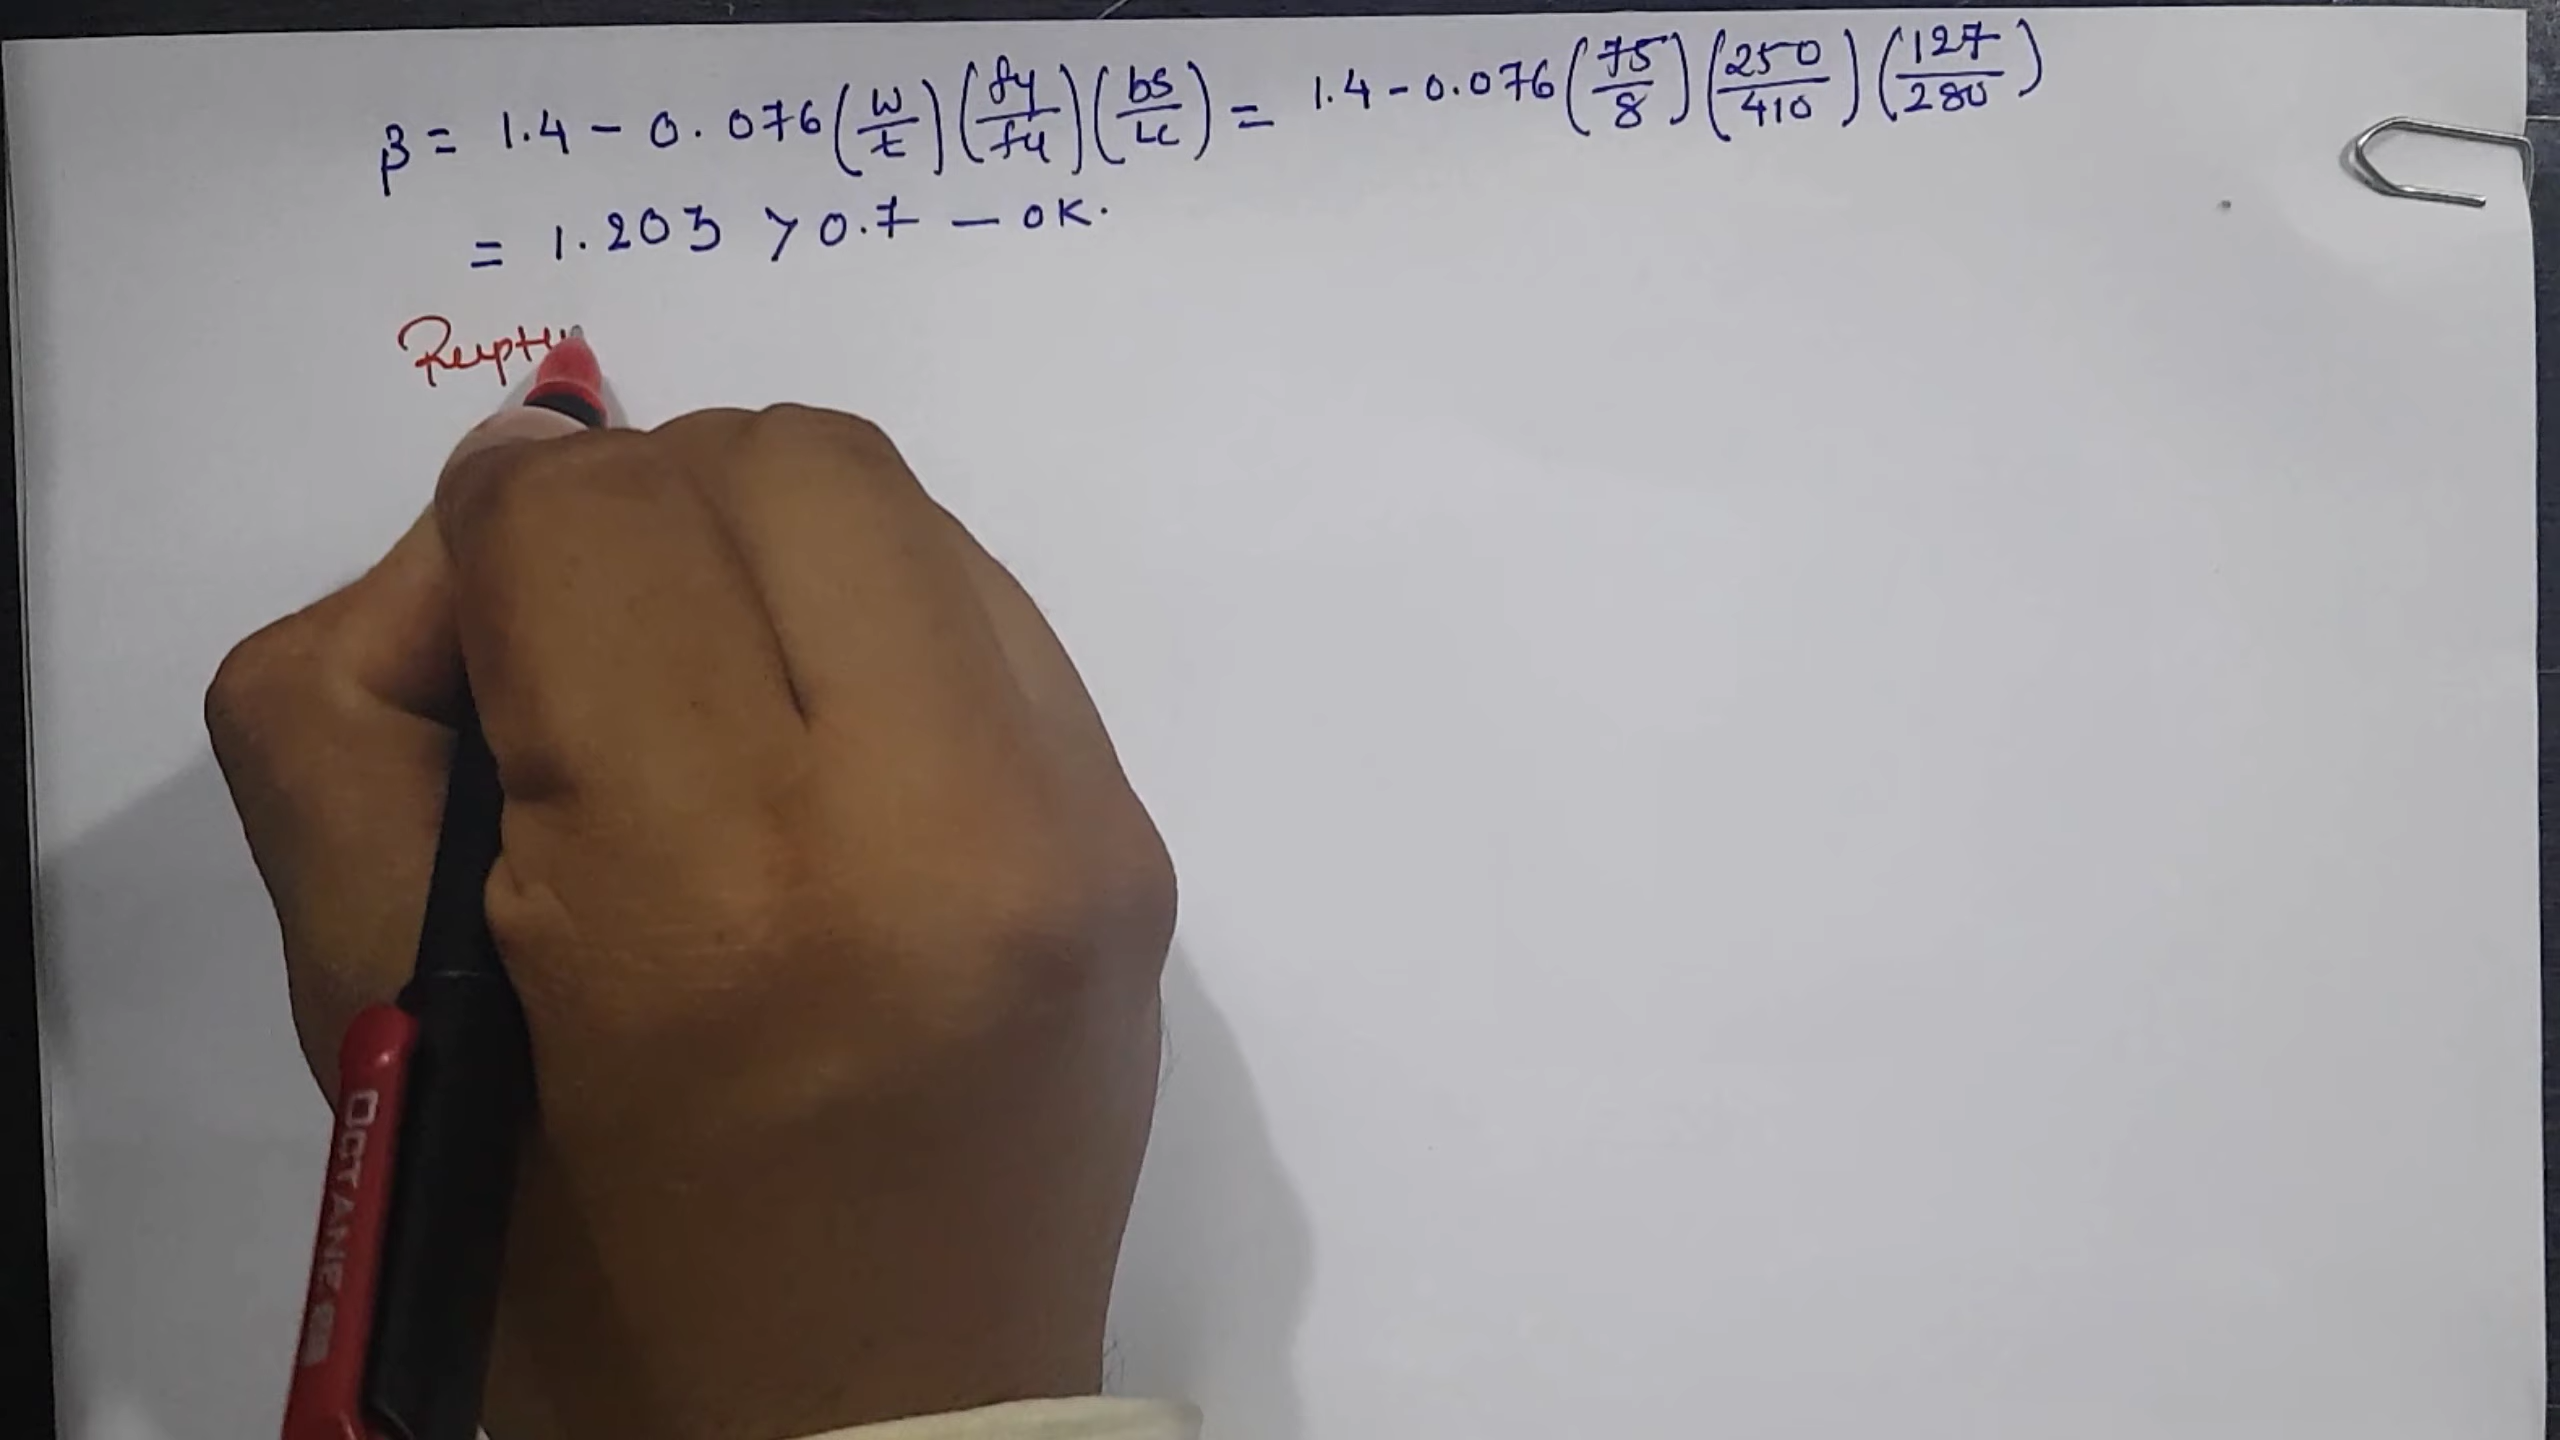 β = 1.4 - 0.076 (w/t) (fy/fu) (bs/Lc) = 1.4 - 0.076 (75/8) (250/410) (127/280)
= 1.203 > 0.7 - OK.
OCTANE